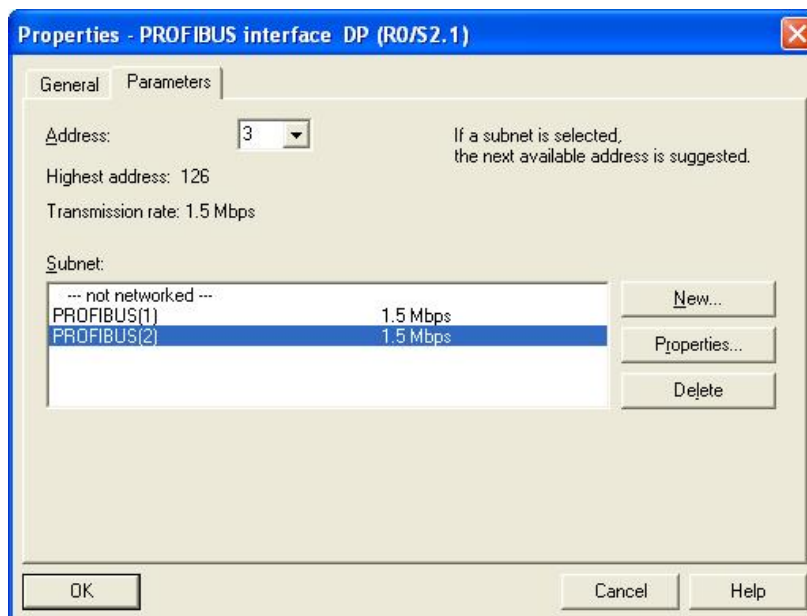 Properties - PROFIBUS interface DP (R0/S2.1)
General Parameters
Address: 3
If a subnet is selected,
the next available address is suggested.
Highest address: 126
Transmission rate: 1.5 Mbps
Subnet:
--- not networked ---
PROFIBUS(1) 1.5 Mbps
PROFIBUS(2) 1.5 Mbps
New...
Properties...
Delete
OK Cancel Help